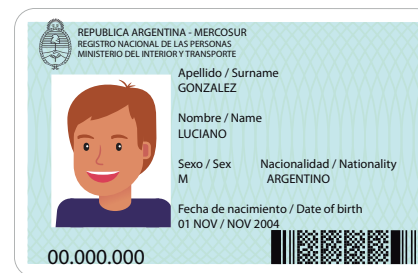 REPUBLICA ARGENTINA - MERCOSUR
REGISTRO NACIONAL DE LAS PERSONAS
MINISTERIO DEL INTERIOR Y TRANSPORTE
Apellido / Surname
GONZALEZ
Nombre / Name
LUCIANO
Sexo / Sex Nacionalidad / Nationality
M ARGENTINO
Fecha de nacimiento / Date of birth
01 NOV / NOV 2004
00.000.000